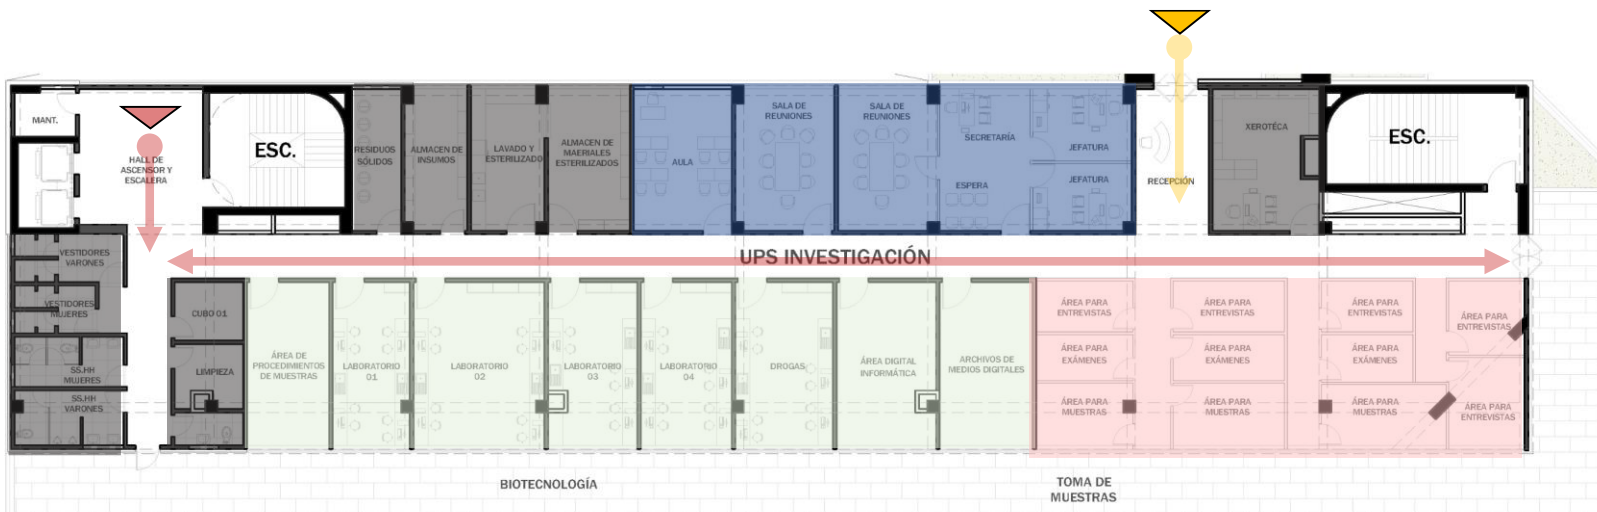 MANT.
HALL DE
ASCENSOR Y
ESCALERA
ESC.
RESIDUOS
SÓLIDOS
ALMACEN DE
INSUMOS
LAVADO Y
ESTERILIZADO
ALMACEN DE
MAERIALES
ESTERILIZADOS
AULA
SALA DE
REUNIONES
SALA DE
REUNIONES
SECRETARÍA
ESPERA
JEFATURA
JEFATURA
RECEPCIÓN
XEROTÉCA
ESC.
UPS INVESTIGACIÓN
VESTIDORES
VARONES
VESTIDORES
MUJERES
SS.HH
MUJERES
SS.HH
VARONES
CUBO 01
LIMPIEZA
ÁREA DE
PROCEDIMIENTOS
DE MUESTRAS
LABORATORIO
01
LABORATORIO
02
LABORATORIO
03
LABORATORIO
04
DROGAS
ÁREA DIGITAL
INFORMÁTICA
ARCHIVOS DE
MEDIOS DIGITALES
ÁREA PARA
ENTREVISTAS
ÁREA PARA
EXÁMENES
ÁREA PARA
MUESTRAS
ÁREA PARA
ENTREVISTAS
ÁREA PARA
EXÁMENES
ÁREA PARA
MUESTRAS
ÁREA PARA
ENTREVISTAS
ÁREA PARA
EXÁMENES
ÁREA PARA
MUESTRAS
ÁREA PARA
ENTREVISTAS
ÁREA PARA
ENTREVISTAS
BIOTECNOLOGÍA
TOMA DE
MUESTRAS